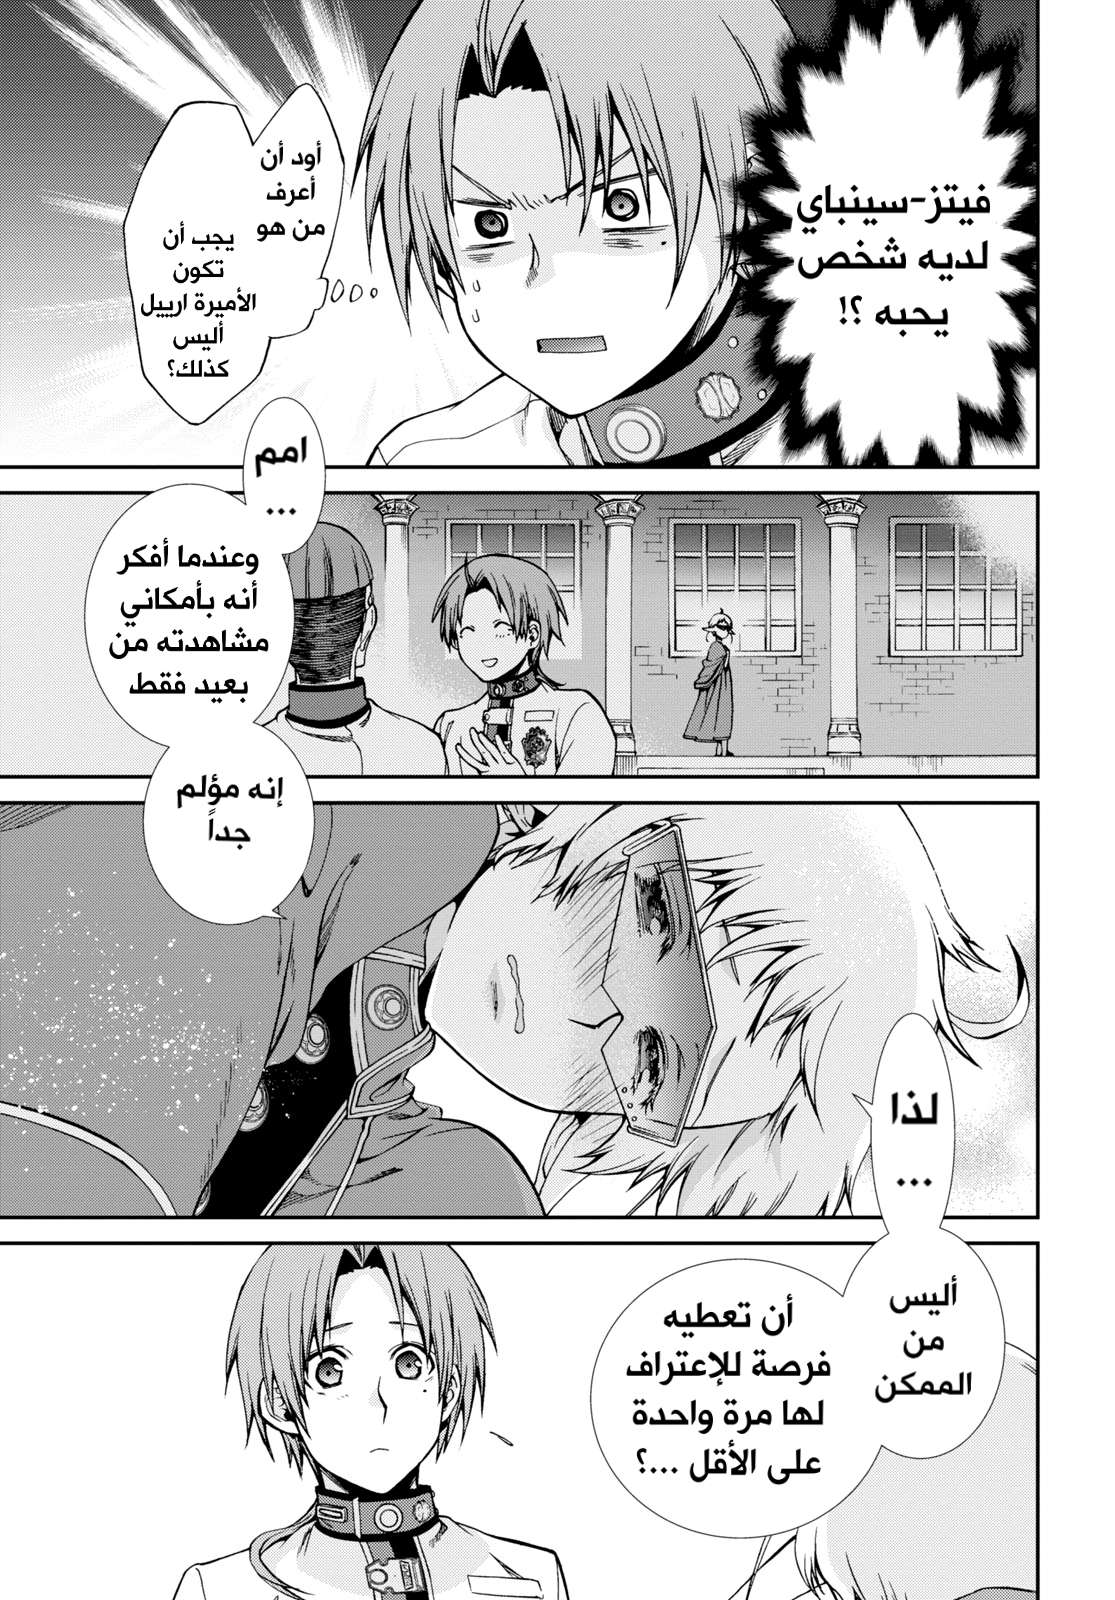 فيتز-سينباي
لديه شخص
يحبه ؟!
أود أن
أعرف
من هو
يجب أن
تكون
الأميرة ارييل
أليس
كذلك؟
امم
...
وعندما أفكر
أنه بأمكاني
مشاهدته من
بعيد فقط
إنه مؤلم
جداً
لذا
...
أليس
من
الممكن
أن تعطيه
فرصة للإعتراف
لها مرة واحدة
على الأقل ...؟